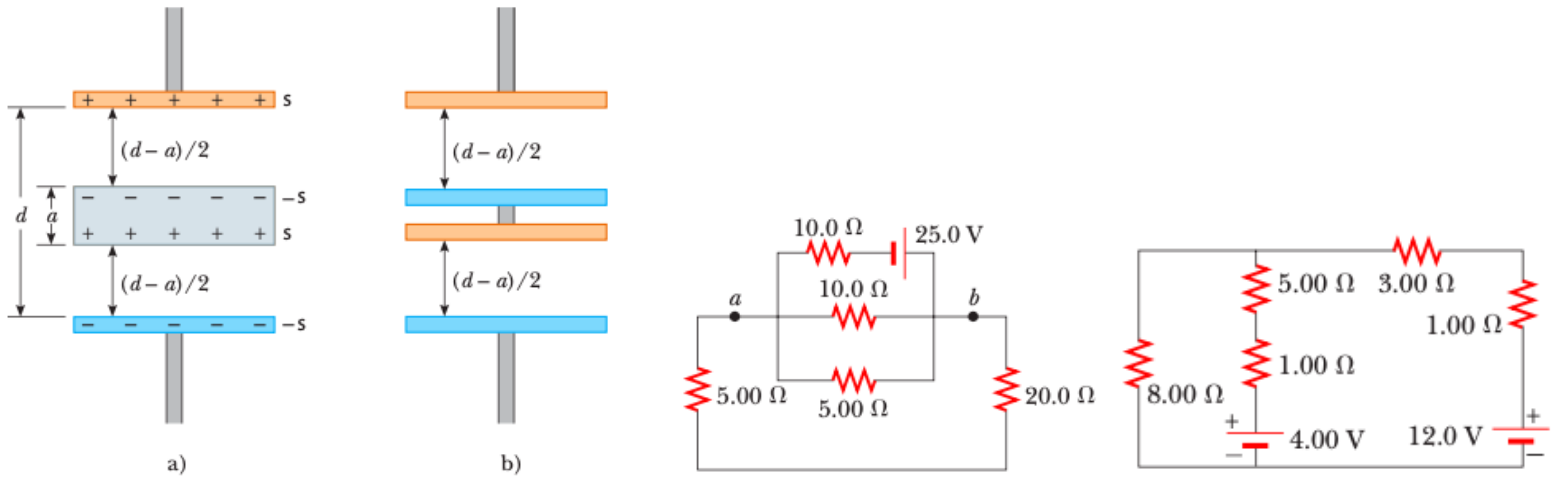 + + + + + s
(d – a)/2
– – – – – –s
d
a
+ + + + + s
(d – a)/2
– – – – – –s
a)
(d – a)/2
(d – a)/2
b)
10.0 Ω
25.0 V
10.0 Ω
a
b
5.00 Ω
5.00 Ω
20.0 Ω
5.00 Ω
3.00 Ω
1.00 Ω
1.00 Ω
8.00 Ω
+
4.00 V
–
12.0 V
+
–